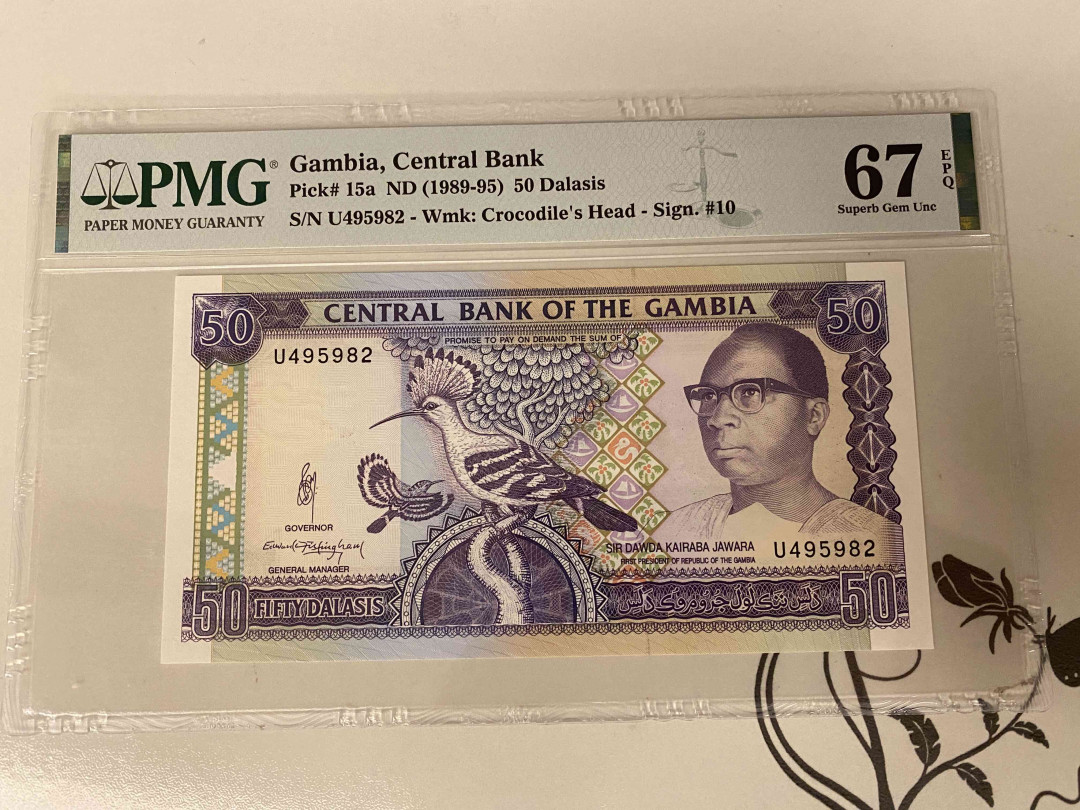 PMG®
PAPER MONEY GUARANTY
Gambia, Central Bank
Pick# 15a ND (1989-95) 50 Dalasis
S/N U495982 - Wmk: Crocodile's Head - Sign. #10
67
EPQ
Superb Gem Unc
50
CENTRAL BANK OF THE GAMBIA
50
PROMISE TO PAY ON DEMAND THE SUM OF
U495982
GOVERNOR
GENERAL MANAGER
SIR DAWDA KAIRABA JAWARA
U495982
FIRST PRESIDENT OF REPUBLIC OF THE GAMBIA
50
FIFTY DALASIS
50